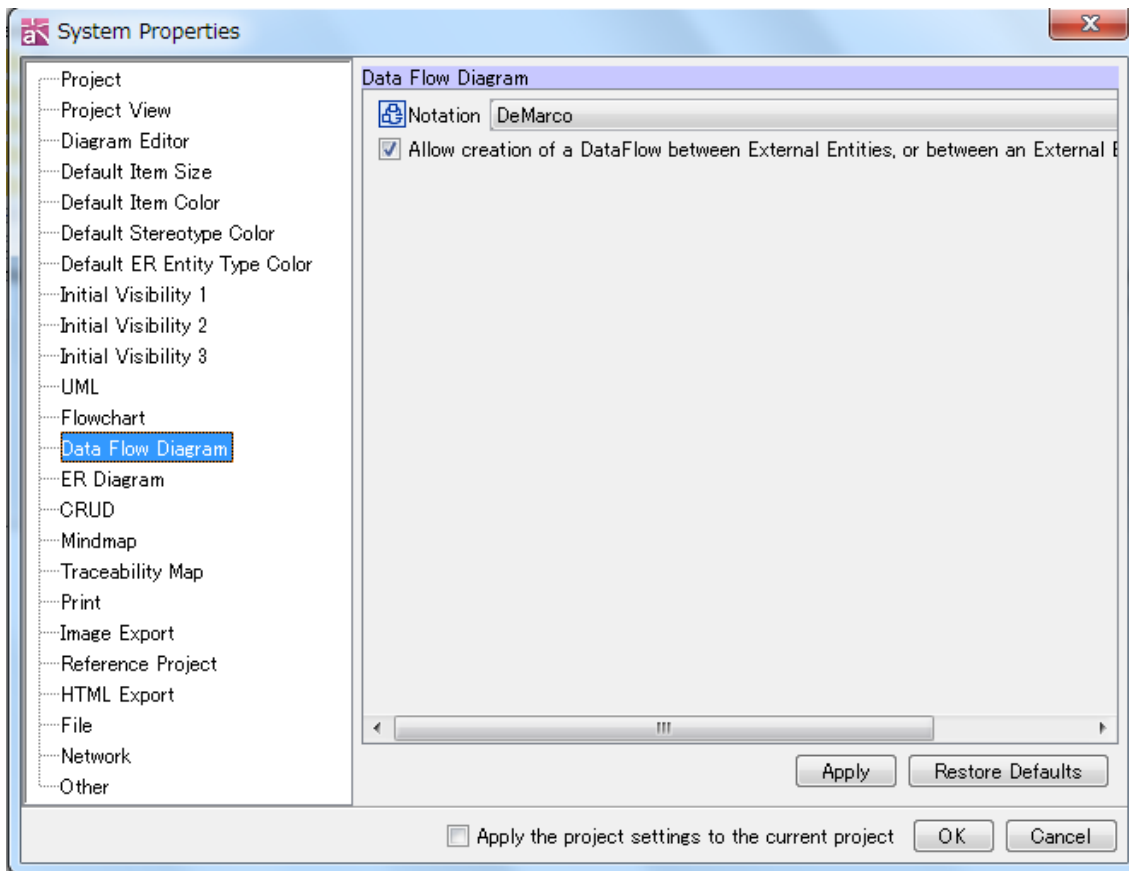 System Properties
Project
Project View
Diagram Editor
Default Item Size
Default Item Color
Default Stereotype Color
Default ER Entity Type Color
Initial Visibility 1
Initial Visibility 2
Initial Visibility 3
UML
Flowchart
Data Flow Diagram
ER Diagram
CRUD
Mindmap
Traceability Map
Print
Image Export
Reference Project
HTML Export
File
Network
Other
Data Flow Diagram
Notation DeMarco
Allow creation of a DataFlow between External Entities, or between an External
Apply Restore Defaults
Apply the project settings to the current project OK Cancel